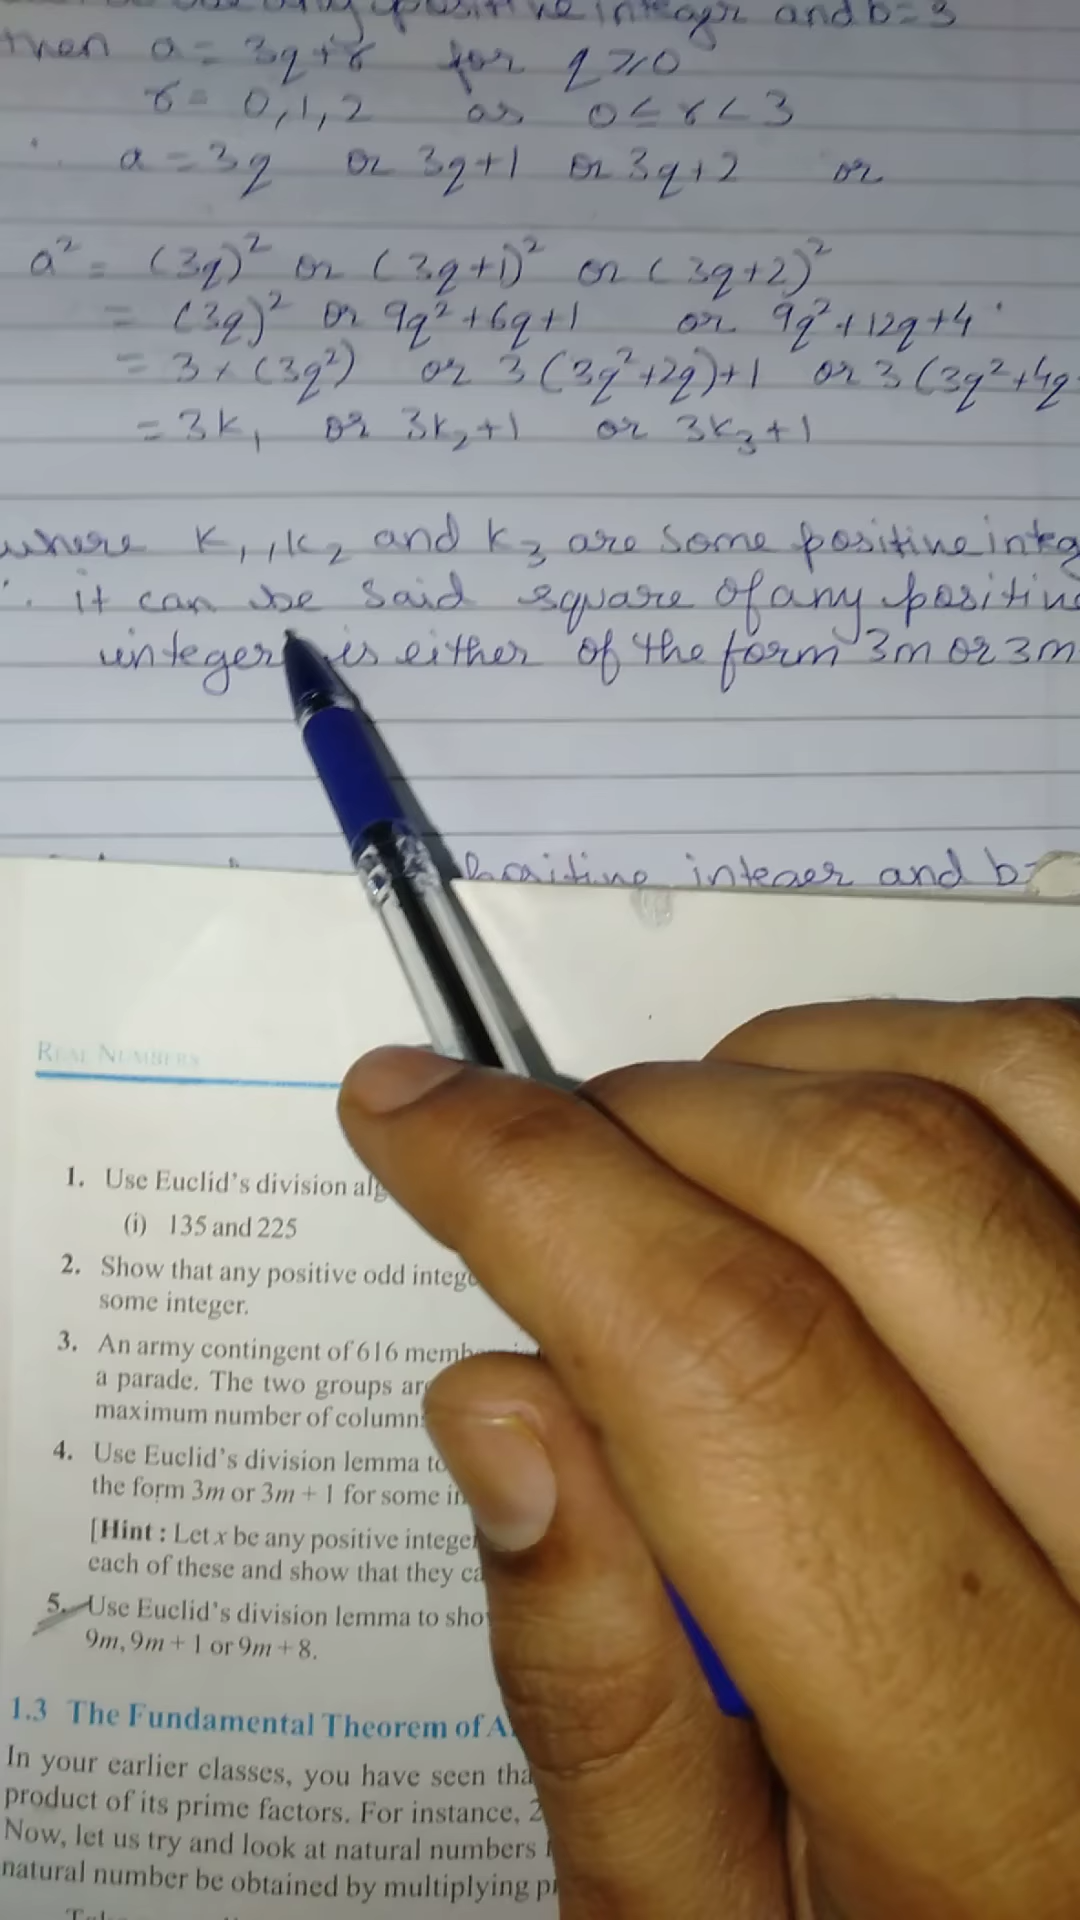 positive integer and b = 3
then a = 3q + r for q ≥ 0
r = 0, 1, 2 as 0 ≤ r < 3
∴ a = 3q or 3q+1 or 3q+2 or
a² = (3q)² or (3q+1)² or (3q+2)²
= (3q)² or 9q²+6q+1 or 9q²+12q+4
= 3 × (3q²) or 3(3q²+2q)+1 or 3(3q²+4q
= 3k₁ or 3k₂+1 or 3k₃+1
where k₁, k₂ and k₃ are some positive integ
∴ it can be said square of any positive
integer is either of the form 3m or 3m
positive integer and b =
REAL NUMBERS
1. Use Euclid's division alg
(i) 135 and 225
2. Show that any positive odd intege
some integer.
3. An army contingent of 616 memb
a parade. The two groups are
maximum number of columns
4. Use Euclid's division lemma to
the form 3m or 3m + 1 for some in
[Hint : Let x be any positive integer
each of these and show that they ca
5. Use Euclid's division lemma to show
9m, 9m + 1 or 9m + 8.
1.3 The Fundamental Theorem of A
In your earlier classes, you have seen tha
product of its prime factors. For instance, 2
Now, let us try and look at natural numbers
natural number be obtained by multiplying p